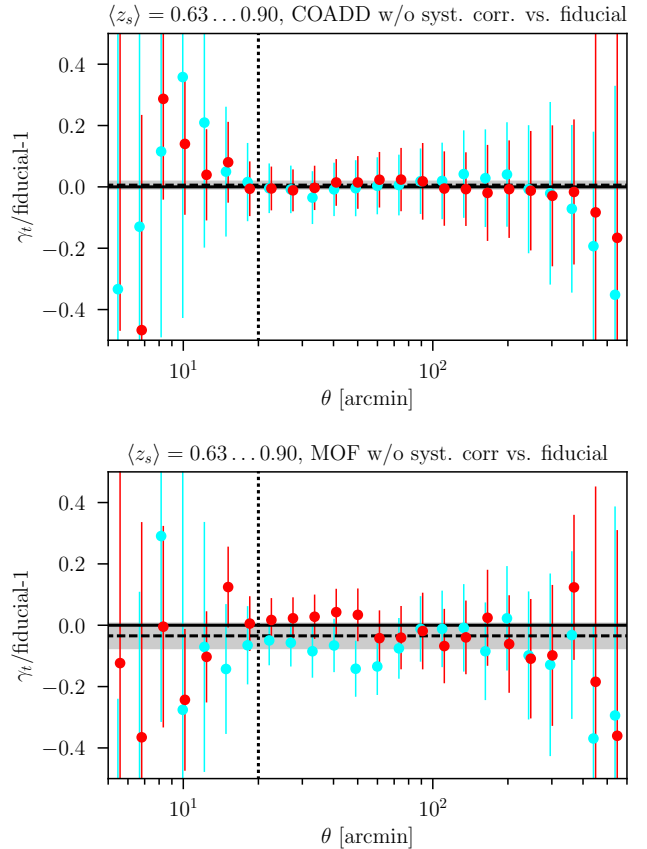 ⟨z_s⟩ = 0.63…0.90, COADD w/o syst. corr. vs. fiducial
0.4
0.2
0.0
−0.2
−0.4
γ_t/fiducial-1
10^1
10^2
θ [arcmin]
⟨z_s⟩ = 0.63…0.90, MOF w/o syst. corr vs. fiducial
0.4
0.2
0.0
−0.2
−0.4
γ_t/fiducial-1
10^1
10^2
θ [arcmin]